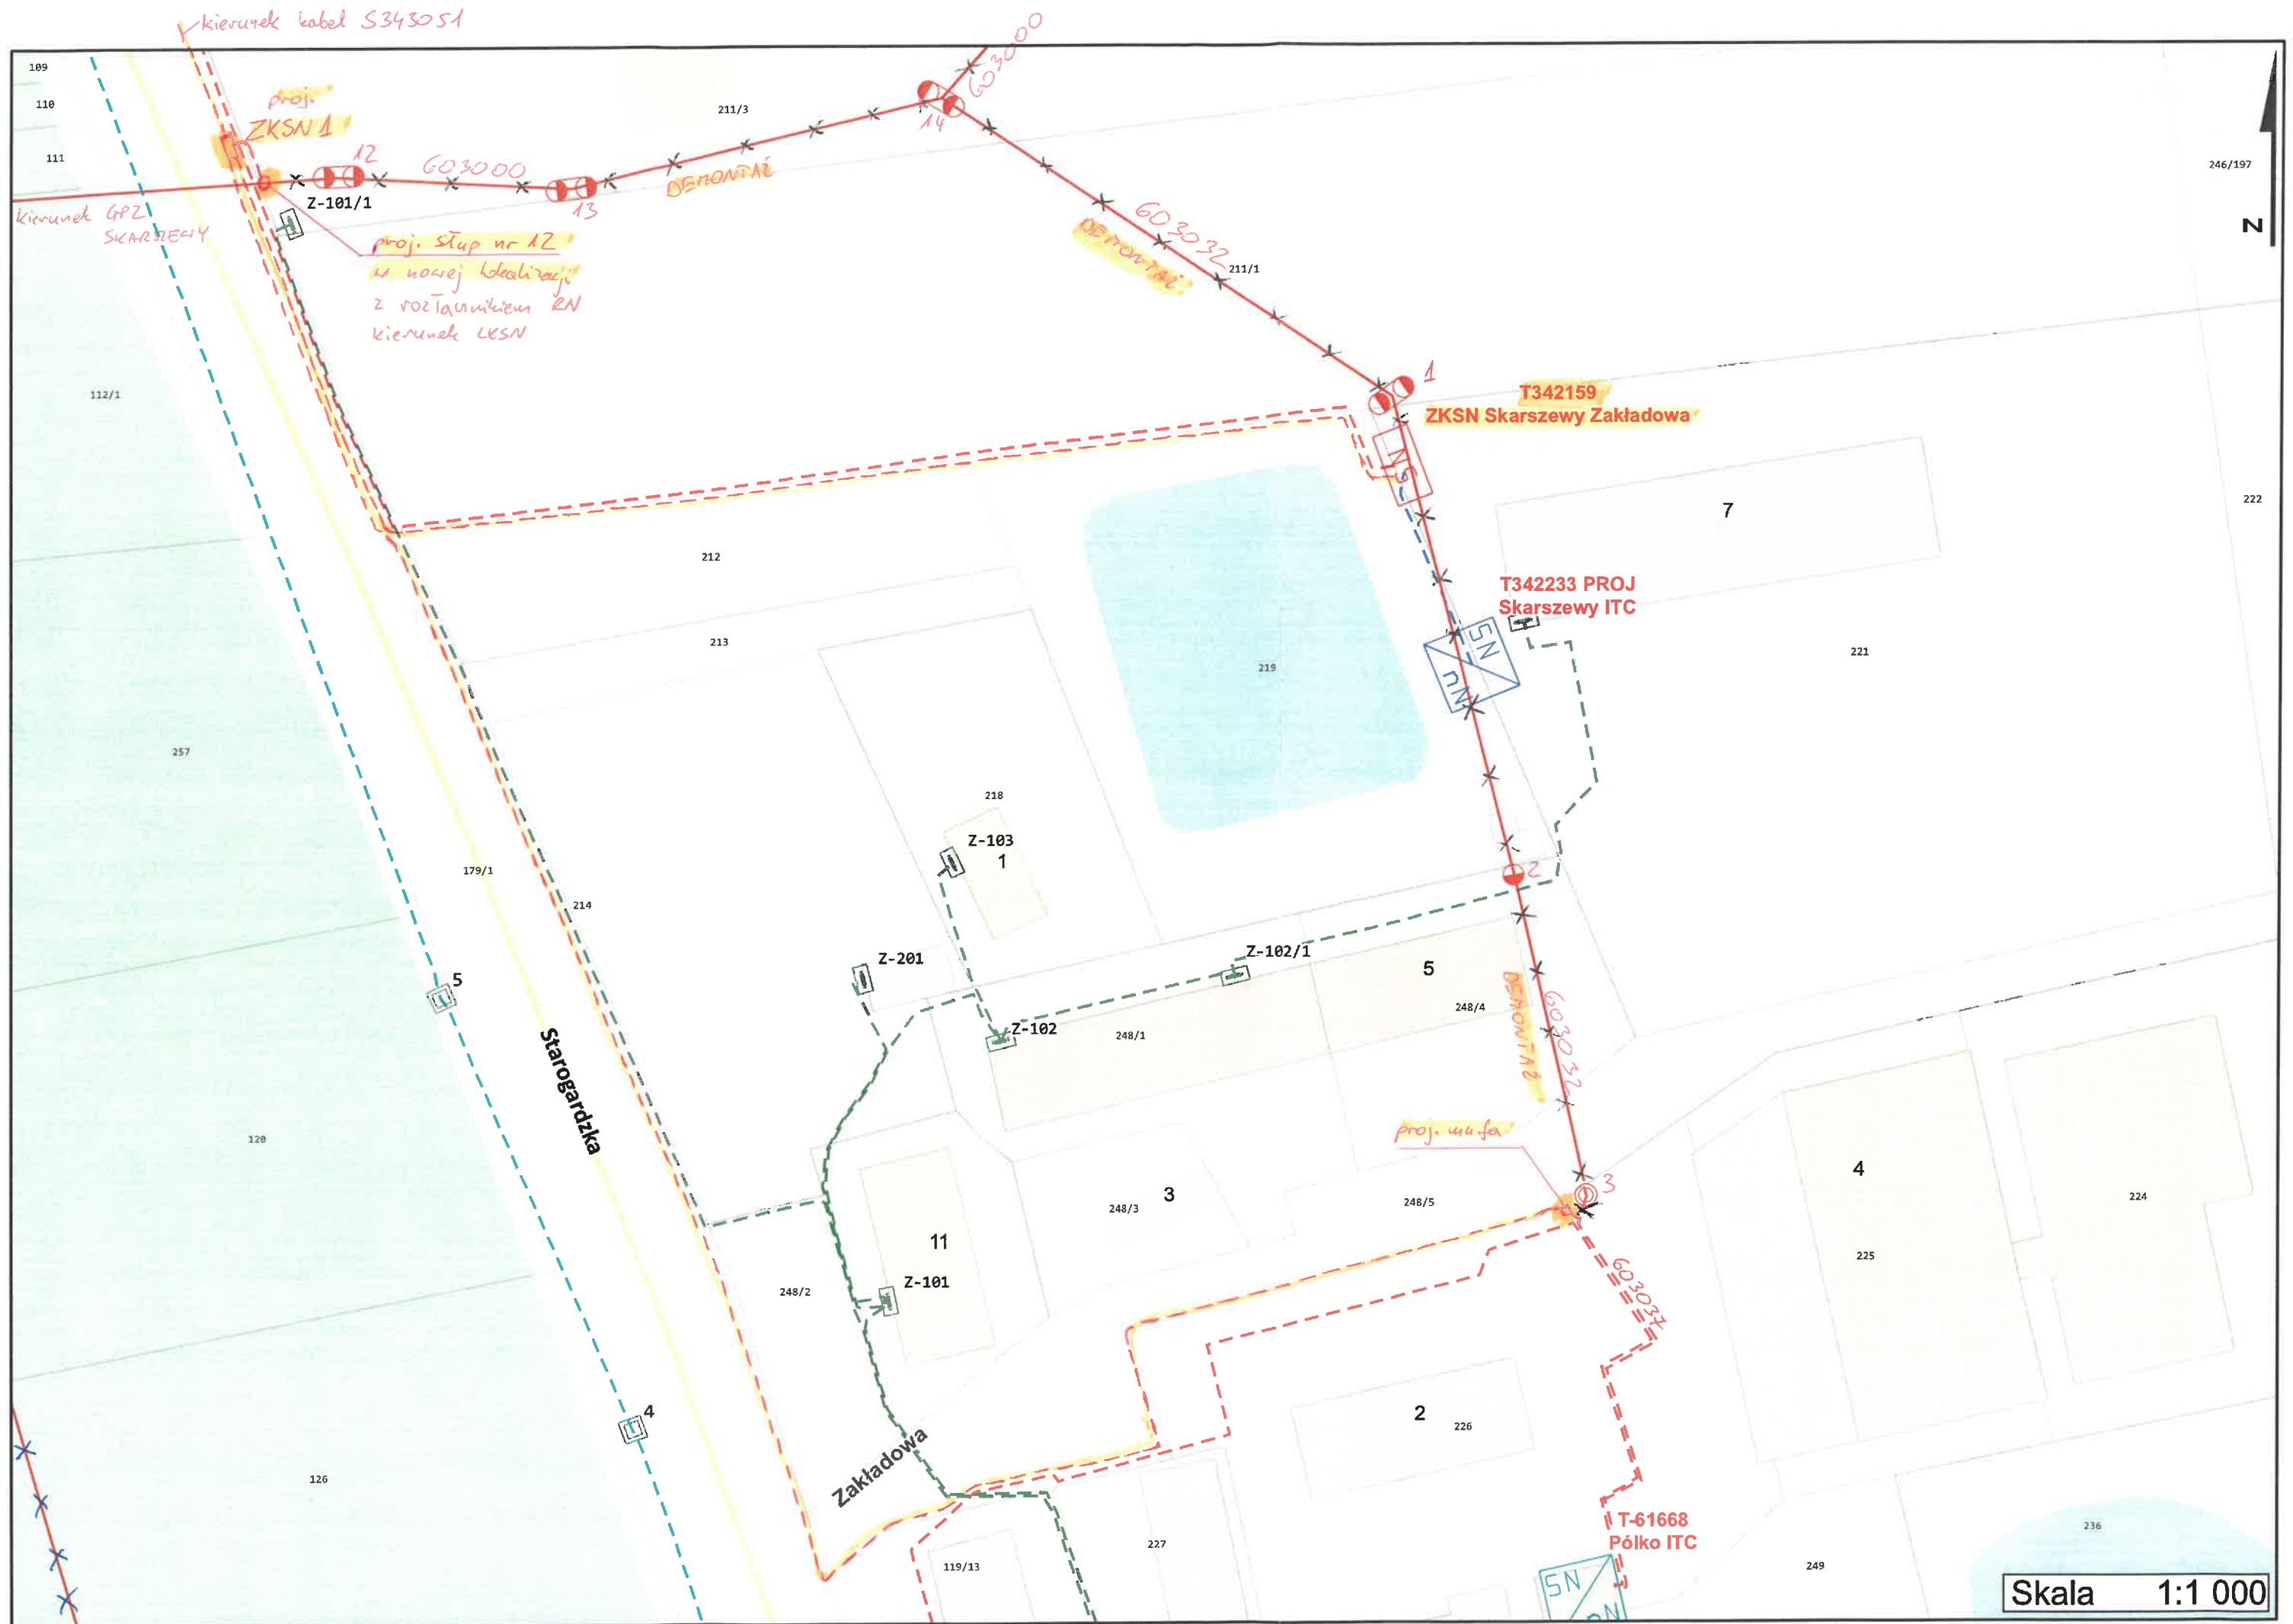 kierunek kabel S343051
109
110
111
proj.
ZKSN 1
12
603000
13
211/3
DEMONTAŻ
14
603000
246/197
N
kierunek GPZ
SKARSZEWY
Z-101/1
proj. słup nr 12
w nowej lokalizacji
z rozłącznikiem RN
kierunek LKSN
603032
DEMONTAŻ
211/1
112/1
1
T342159
ZKSN Skarszewy Zakładowa
SN
7
222
212
T342233 PROJ
Skarszewy ITC
213
219
SN
nN
221
257
218
Z-103
1
179/1
214
2
Z-201
Z-102/1
5
248/4
5
Z-102
248/1
DEMONTAŻ
603032
Starogardzka
120
proj. mufa
3
4
224
248/3
3
248/5
225
11
Z-101
248/2
603037
4
2
226
Zakładowa
126
T-61668
Pólko ITC
236
227
119/13
249
SN
nN
Skala 1:1 000